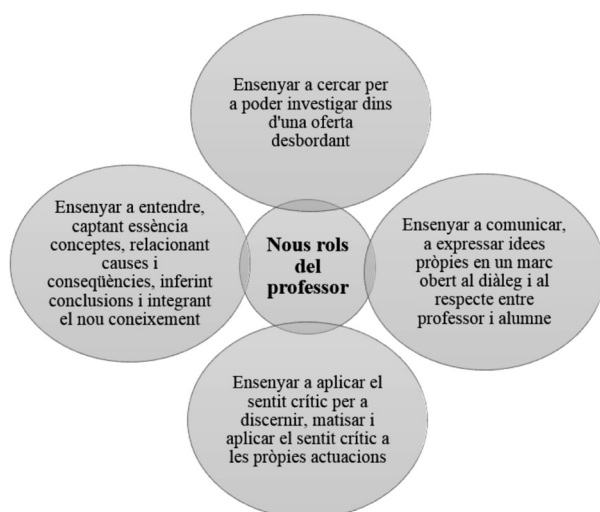 Ensenyar a cercar per
a poder investigar dins
d'una oferta
desbordant
Ensenyar a entendre,
captant essència
conceptes, relacionant
causes i
conseqüències, inferint
conclusions i integrant
el nou coneixement
Nous rols
del
professor
Ensenyar a comunicar,
a expressar idees
pròpies en un marc
obert al diàleg i al
respecte entre
professor i alumne
Ensenyar a aplicar el
sentit crític per a
discernir, matisar i
aplicar el sentit crític a
les pròpies actuacions